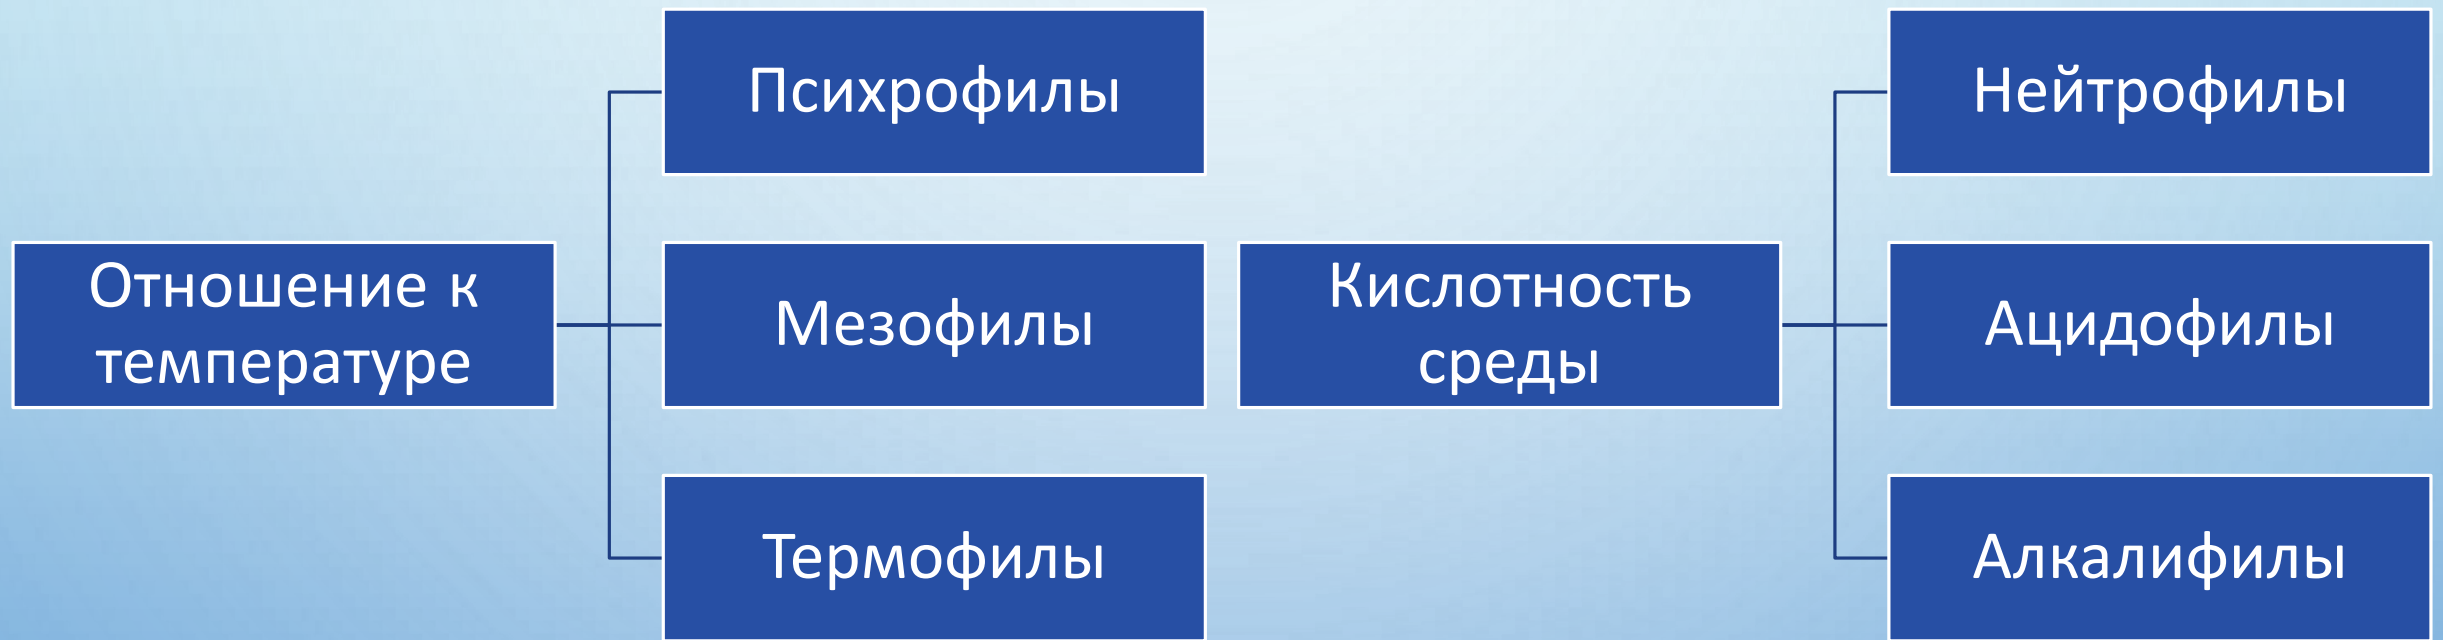 Отношение к
температуре
Психрофилы
Мезофилы
Термофилы
Кислотность
среды
Нейтрофилы
Ацидофилы
Алкалифилы